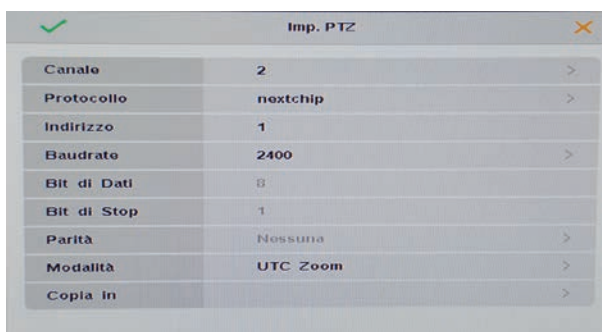 Imp. PTZ
Canale 2
Protocollo nextchip
Indirizzo 1
Baudrate 2400
Bit di Dati 8
Bit di Stop 1
Parità Nessuna
Modalità UTC Zoom
Copia in